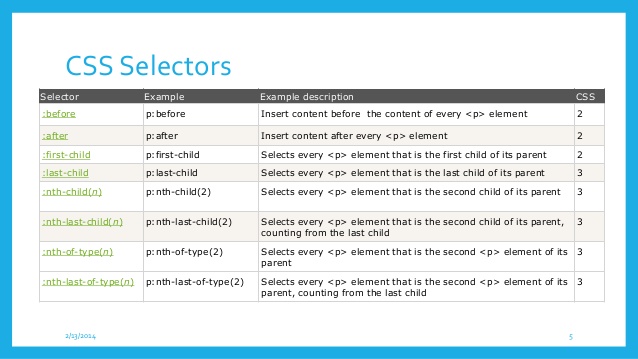 CSS Selectors
Selector Example Example description CSS
:before p:before Insert content before the content of every <p> element 2
:after p:after Insert content after every <p> element 2
:first-child p:first-child Selects every <p> element that is the first child of its parent 2
:last-child p:last-child Selects every <p> element that is the last child of its parent 3
:nth-child(n) p:nth-child(2) Selects every <p> element that is the second child of its parent 3
:nth-last-child(n) p:nth-last-child(2) Selects every <p> element that is the second child of its parent, 3
counting from the last child
:nth-of-type(n) p:nth-of-type(2) Selects every <p> element that is the second <p> element of its 3
parent
:nth-last-of-type(n) p:nth-last-of-type(2) Selects every <p> element that is the second <p> element of its 3
parent, counting from the last child
2/13/2014 5